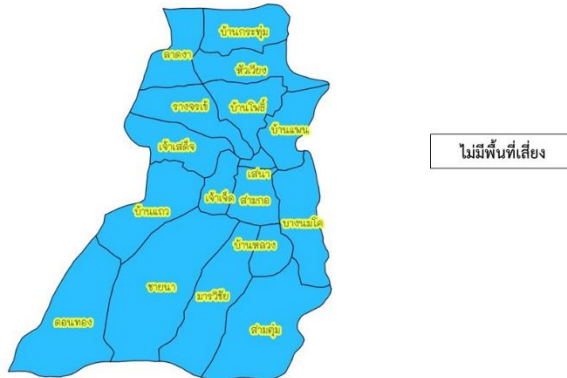 บ้านกระทุ่ม
ลาดงา
หัวเวียง
รางจรเข้
บ้านโพธิ์
บ้านแพน
เจ้าเสด็จ
ไม่มีพื้นที่เสี่ยง
เสนา
เจ้าเจ็ด
สามกอ
บ้านแถว
บางนมโค
บ้านหลวง
ชายนา
มารวิชัย
ดอนทอง
สามตุ่ม